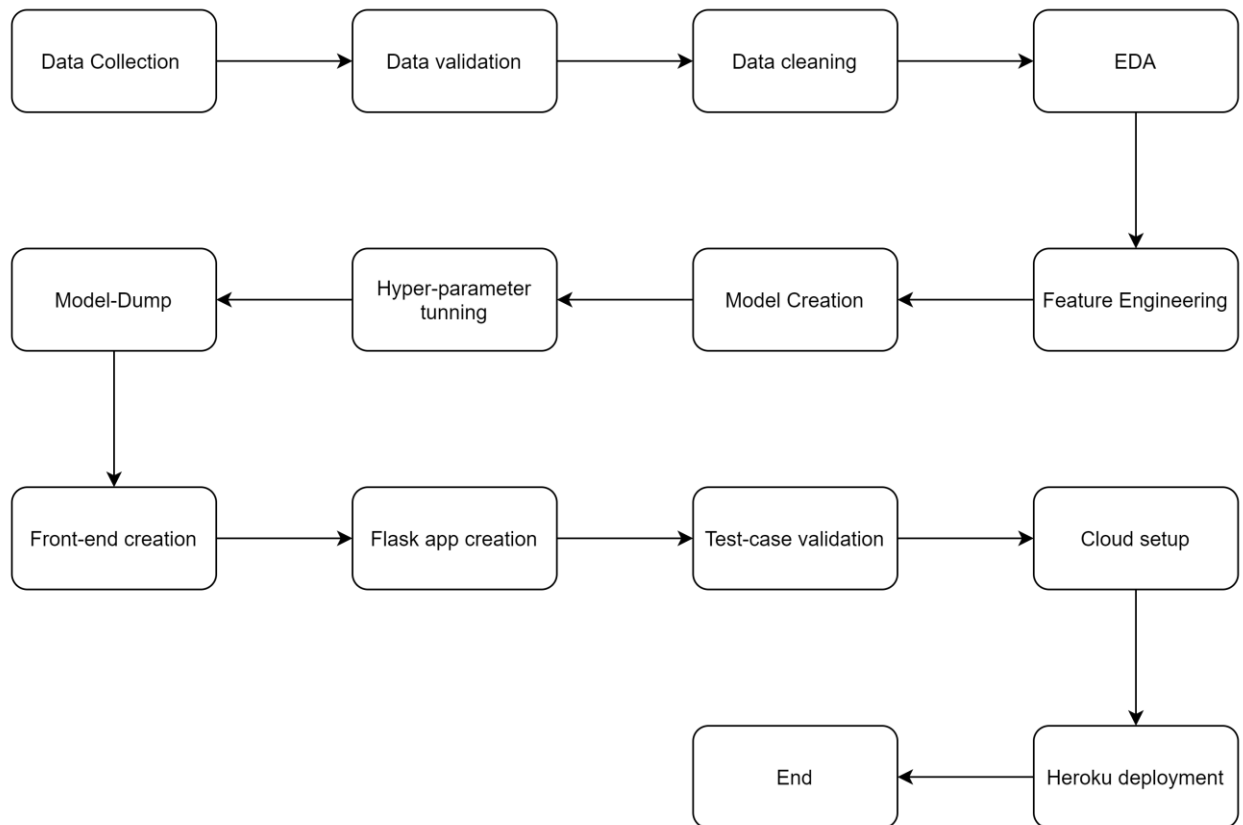 Data Collection
Data validation
Data cleaning
EDA
Feature Engineering
Model Creation
Hyper-parameter
tunning
Model-Dump
Front-end creation
Flask app creation
Test-case validation
Cloud setup
Heroku deployment
End